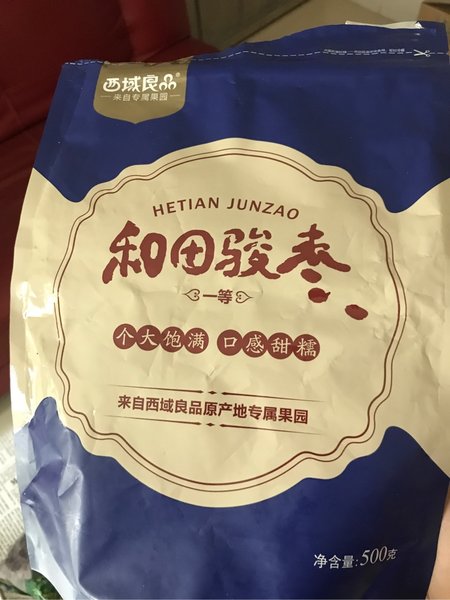 西域良品®
来自专属果园
HETIAN JUNZAO
和田骏枣
一等
个大饱满 口感甜糯
来自西域良品原产地专属果园
净含量:500克